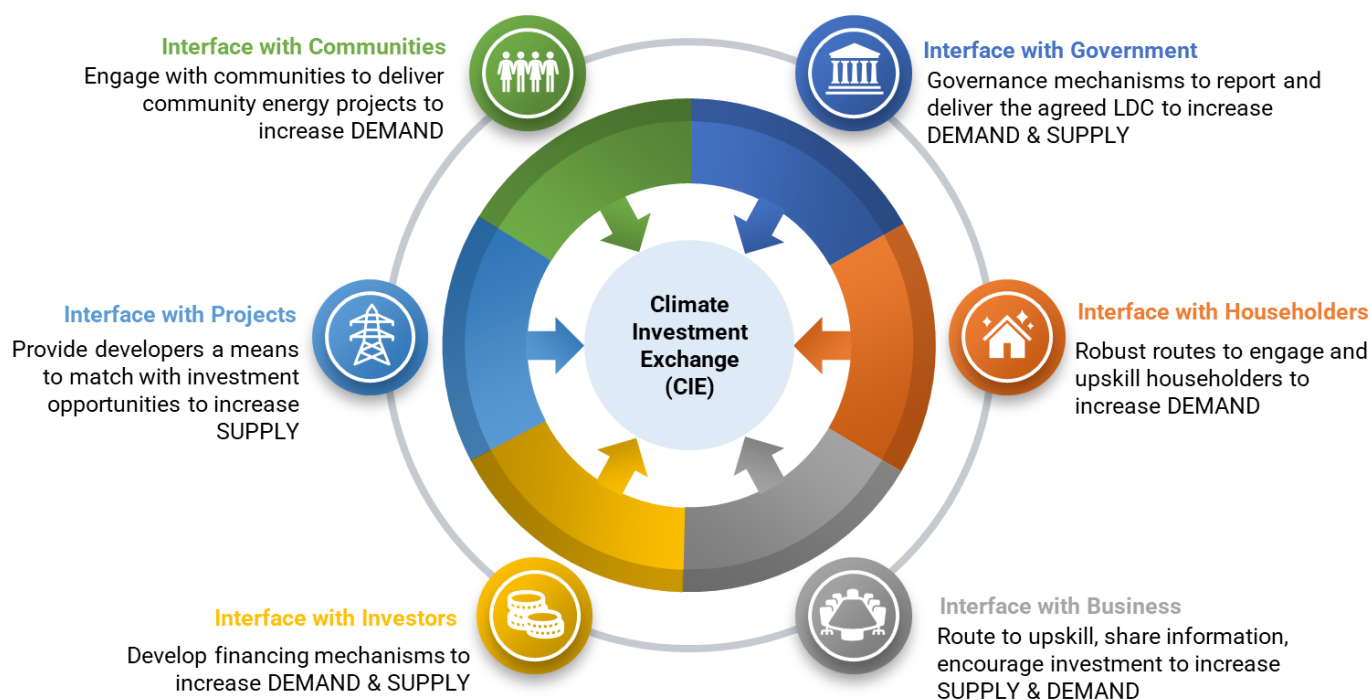 Interface with Communities
Engage with communities to deliver
community energy projects to
increase DEMAND
Interface with Government
Governance mechanisms to report and
deliver the agreed LDC to increase
DEMAND & SUPPLY
Interface with Projects
Provide developers a means
to match with investment
opportunities to increase
SUPPLY
Climate
Investment
Exchange
(CIE)
Interface with Householders
Robust routes to engage and
upskill householders to
increase DEMAND
Interface with Investors
Develop financing mechanisms to
increase DEMAND & SUPPLY
Interface with Business
Route to upskill, share information,
encourage investment to increase
SUPPLY & DEMAND